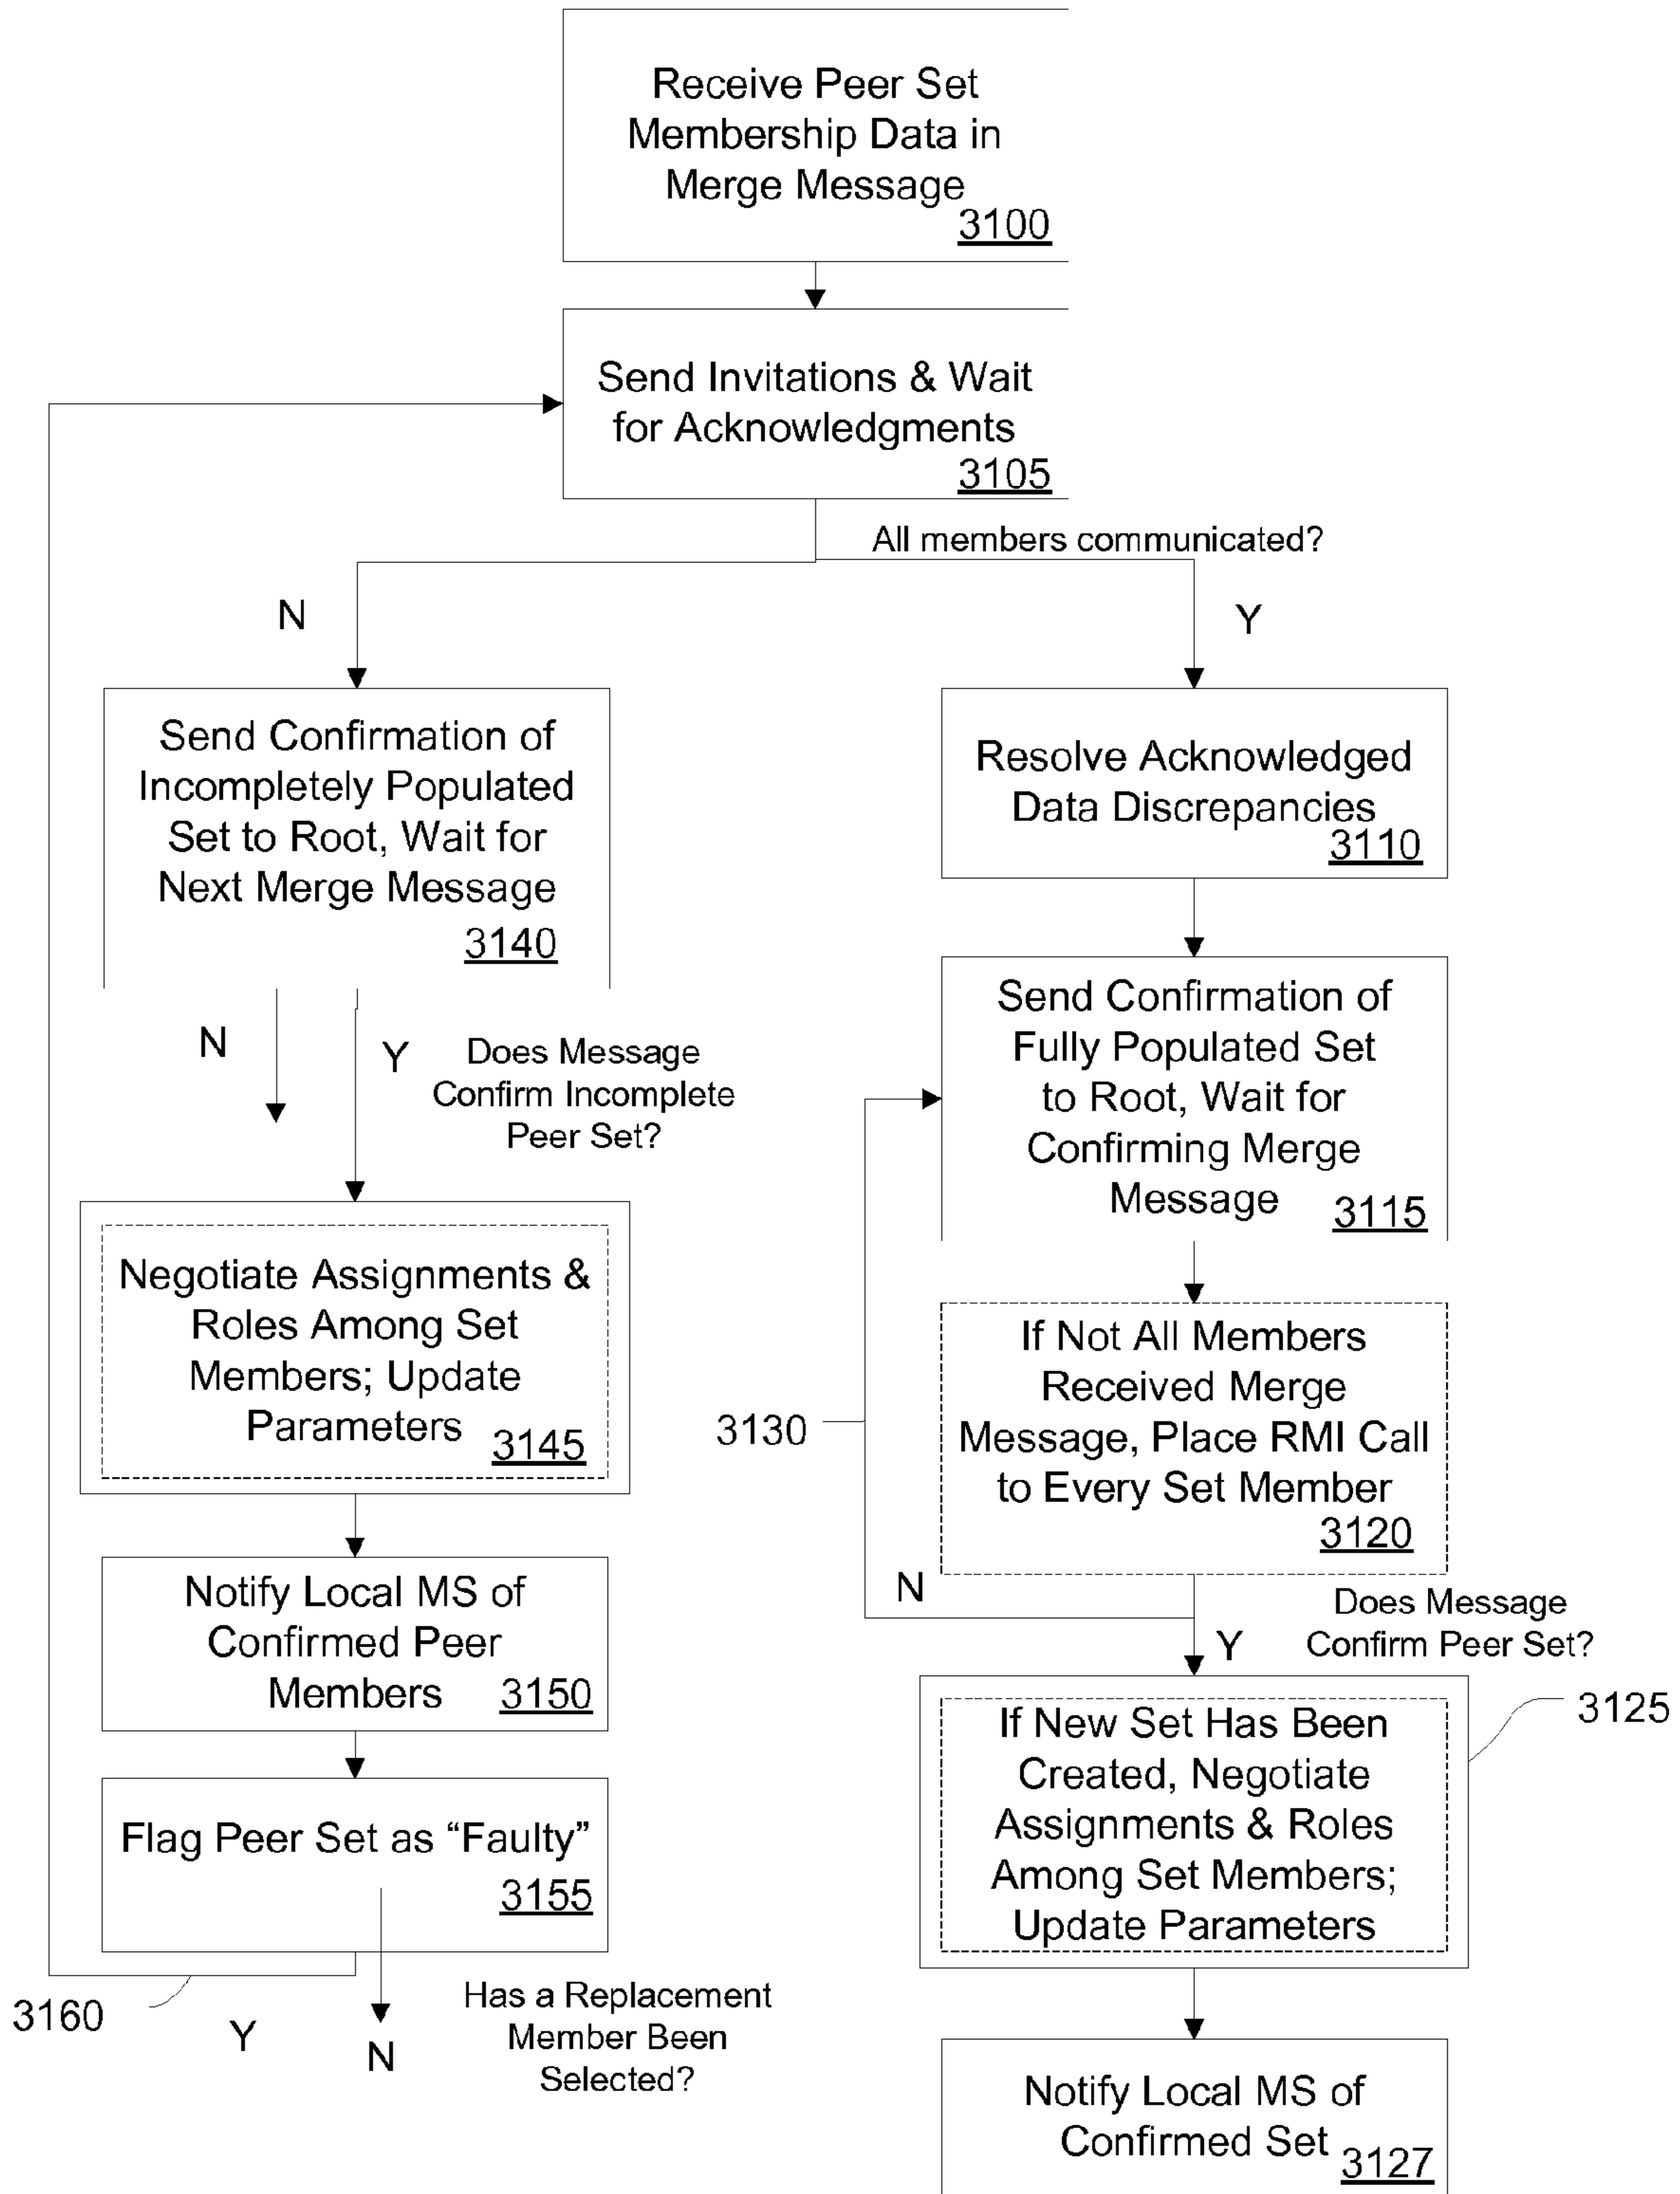 Receive Peer Set
Membership Data in
Merge Message
3100
Send Invitations & Wait
for Acknowledgments
3105
All members communicated?
N
Y
Send Confirmation of
Incompletely Populated
Set to Root, Wait for
Next Merge Message
3140
Resolve Acknowledged
Data Discrepancies
3110
N
Y
Does Message
Confirm Incomplete
Peer Set?
Send Confirmation of
Fully Populated Set
to Root, Wait for
Confirming Merge
Message
3115
Negotiate Assignments &
Roles Among Set
Members; Update
Parameters
3145
3130
If Not All Members
Received Merge
Message, Place RMI Call
to Every Set Member
3120
N
Y
Does Message
Confirm Peer Set?
Notify Local MS of
Confirmed Peer
Members
3150
If New Set Has Been
Created, Negotiate
Assignments & Roles
Among Set Members;
Update Parameters
3125
Flag Peer Set as “Faulty”
3155
3160
Y
N
Has a Replacement
Member Been
Selected?
Notify Local MS of
Confirmed Set
3127